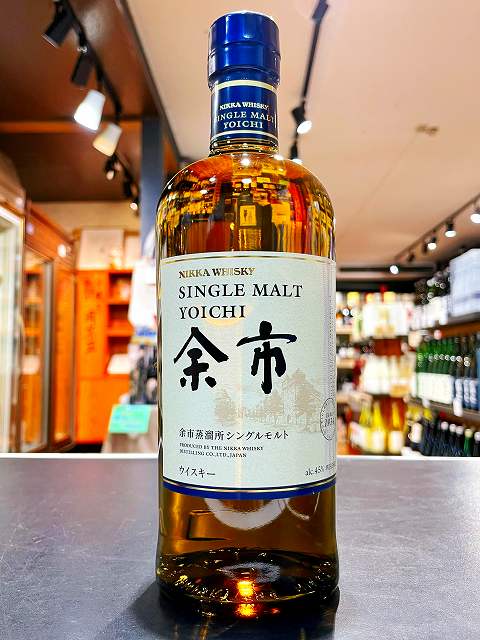 NIKKA WHISKY
SINGLE MALT
YOICHI
NIKKA WHISKY
SINGLE MALT
YOICHI
余市
余市蒸溜所シングルモルト
PRODUCED BY THE NIKKA WHISKY
DISTILLING CO.,LTD.,JAPAN
ウイスキー
alc.45%